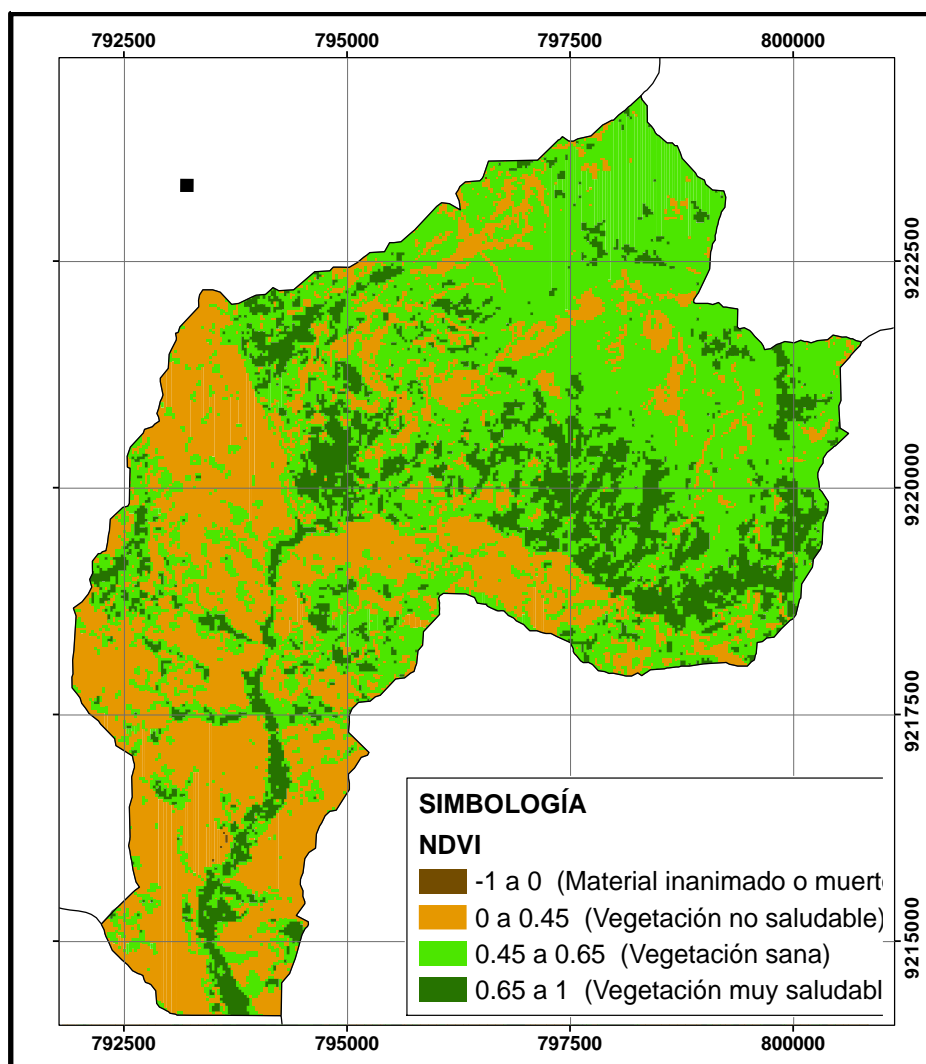 792500 795000 797500 800000
9222500
9220000
9217500
9215000
SIMBOLOGÍA
NDVI
-1 a 0 (Material inanimado o muert
0 a 0.45 (Vegetación no saludable)
0.45 a 0.65 (Vegetación sana)
0.65 a 1 (Vegetación muy saludabl
792500 795000 797500 800000